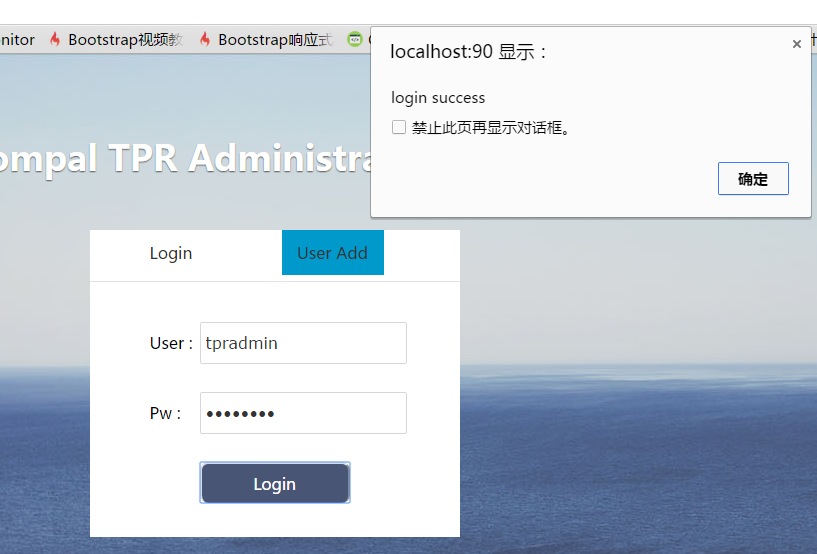 nitor Bootstrap视频教 Bootstrap响应式
localhost:90 显示：
login success
禁止此页再显示对话框。
确定
ompal TPR Administra
Login User Add
User : tpradmin
Pw : ••••••••
Login